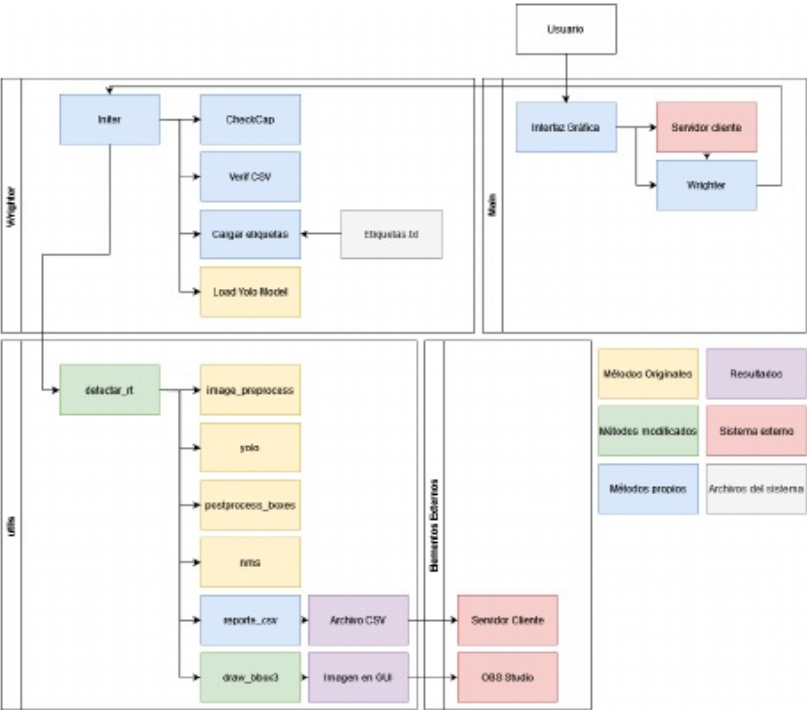 Usuario
Wrighter
Initer
CheckCap
Verif CSV
Cargar etiquetas
Etiquetas.txt
Load Yolo Model
Main
Interfaz Gráfica
Servidor cliente
Wrighter
utils
detectar_rt
image_preprocess
yolo
postprocess_boxes
nms
reporte_csv
Archivo CSV
draw_bbox3
Imagen en GUI
Elementos Externos
Servidor Cliente
OBS Studio
Métodos Originales
Resultados
Métodos modificados
Sistema externo
Métodos propios
Archivos del sistema